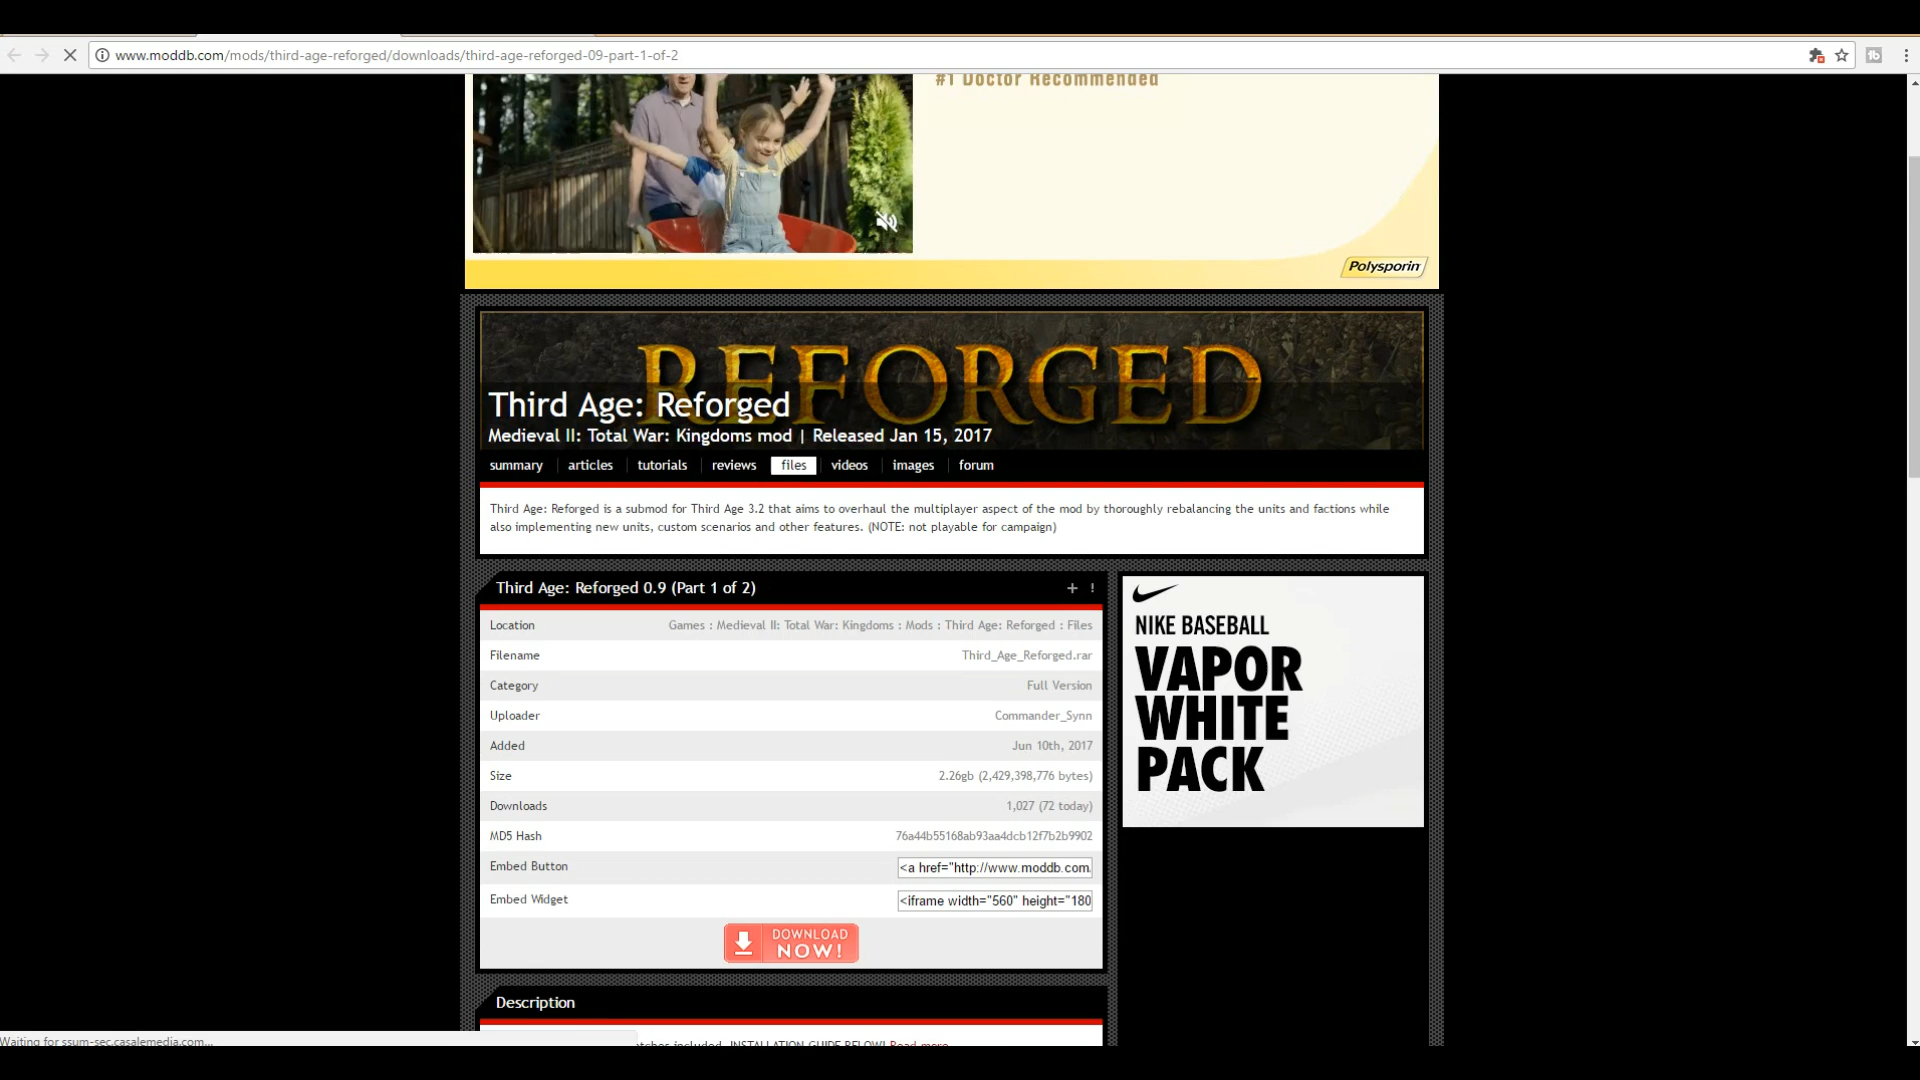 www.moddb.com/mods/third-age-reforged/downloads/third-age-reforged-09-part-1-of-2
#1 Doctor Recommended
Polysporin
REFORGED
Third Age: Reforged
Medieval II: Total War: Kingdoms mod | Released Jan 15, 2017
summary articles tutorials reviews files videos images forum
Third Age: Reforged is a submod for Third Age 3.2 that aims to overhaul the multiplayer aspect of the mod by thoroughly rebalancing the units and factions while
also implementing new units, custom scenarios and other features. (NOTE: not playable for campaign)
Third Age: Reforged 0.9 (Part 1 of 2) + !
Location Games : Medieval II: Total War: Kingdoms : Mods : Third Age: Reforged : Files
Filename Third_Age_Reforged.rar
Category Full Version
Uploader Commander_Synn
Added Jun 10th, 2017
Size 2.26gb (2,429,398,776 bytes)
Downloads 1,027 (72 today)
MD5 Hash 76a44b55168ab93aa4dcb12f7b2b9902
Embed Button <a href="http://www.moddb.com.
Embed Widget <iframe width="560" height="180
DOWNLOAD
NOW!
NIKE BASEBALL
VAPOR
WHITE
PACK
Description
included. INSTALLATION GUIDE BELOW! Read more
Waiting for ssum-sec.casalemedia.com...